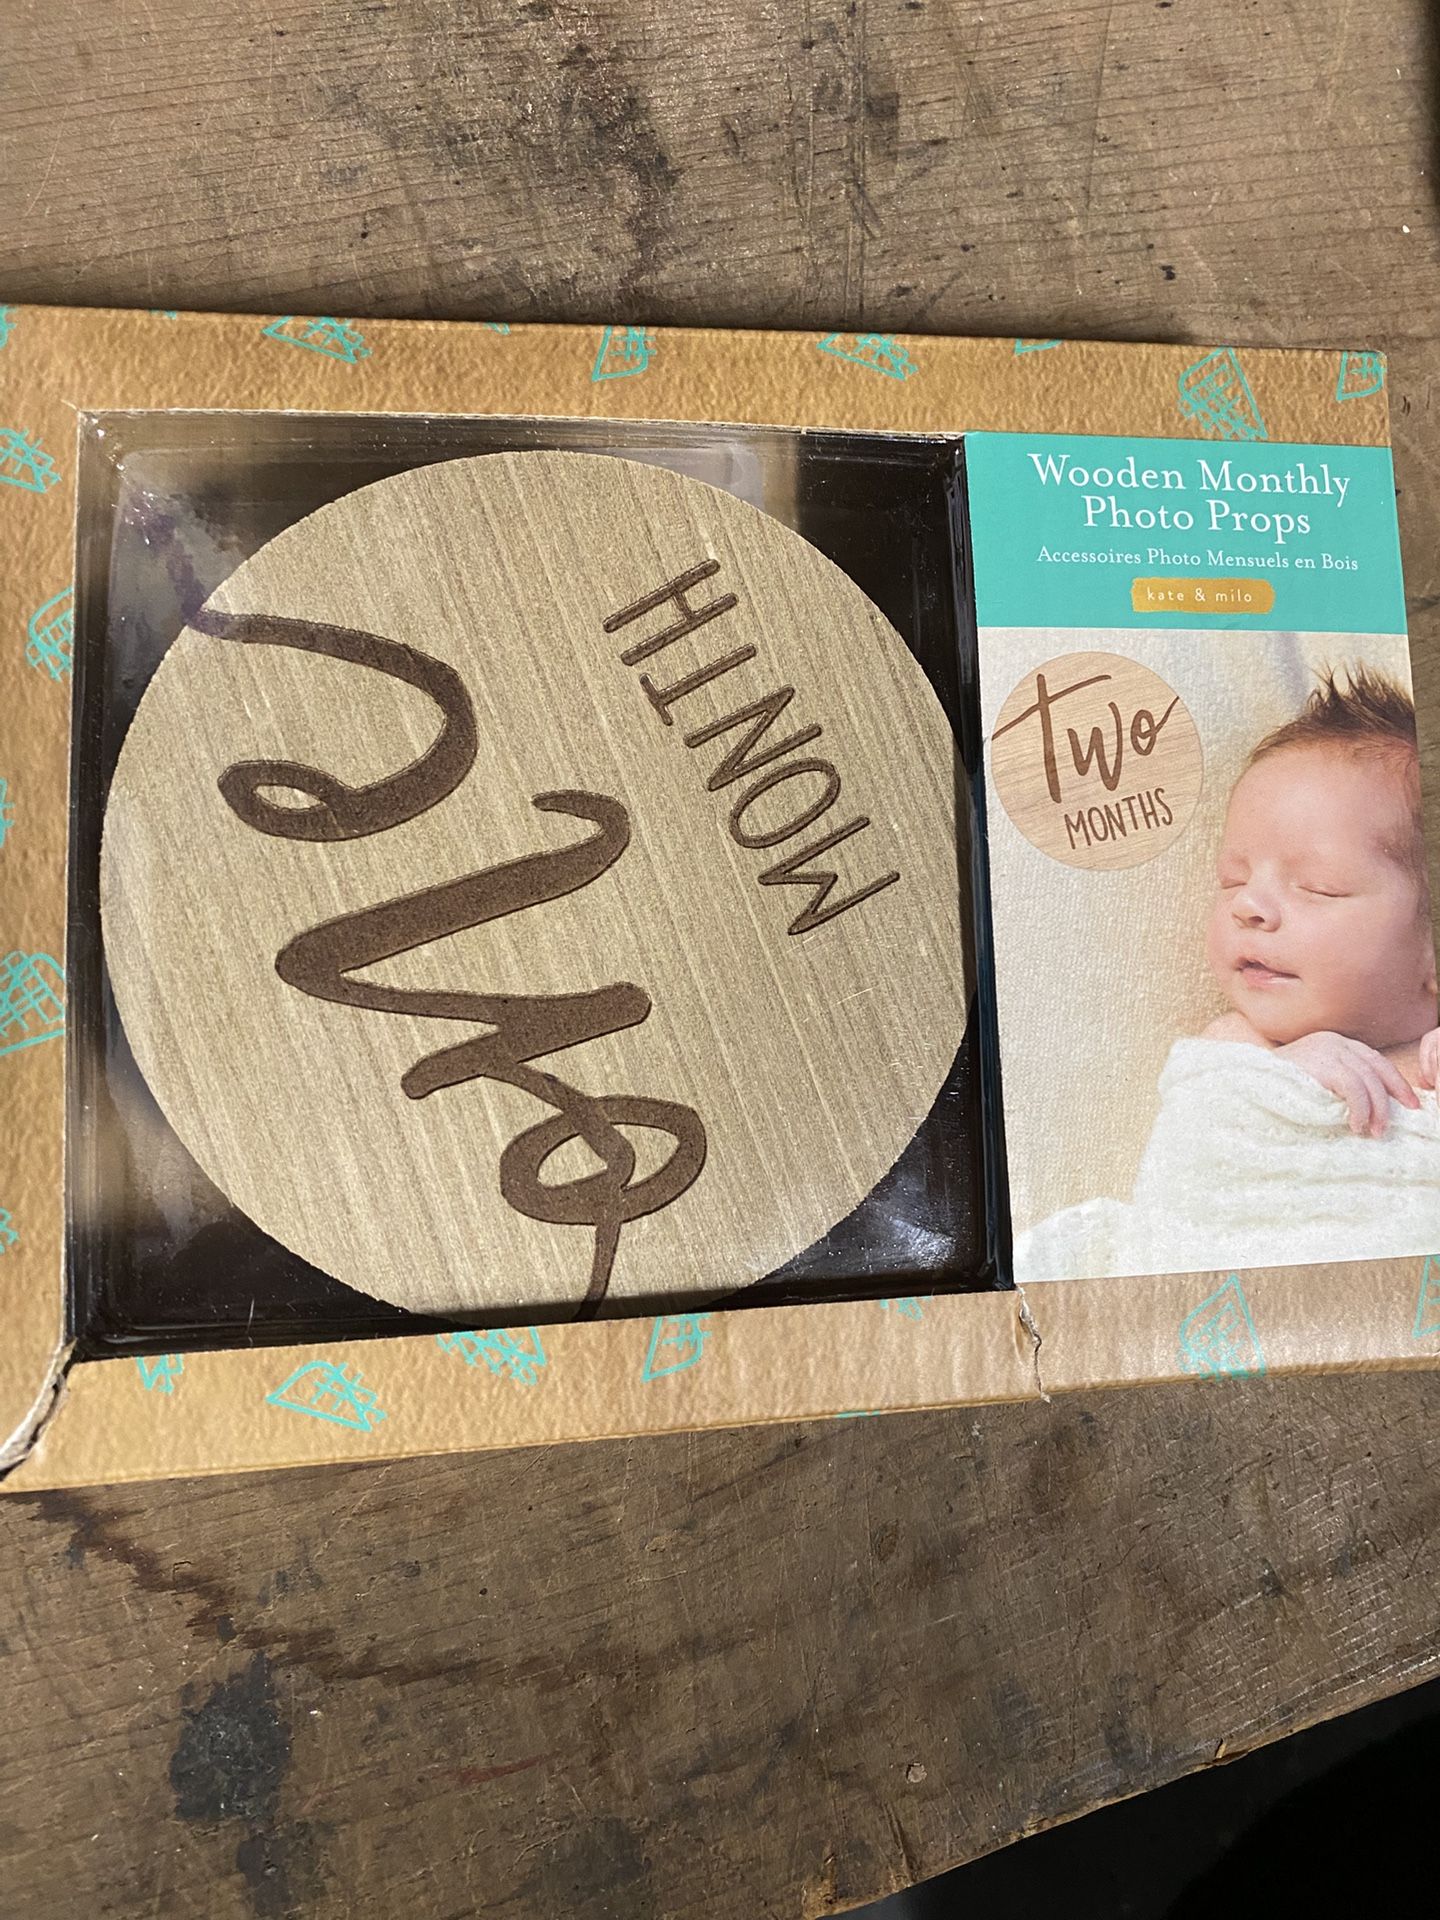 one
MONTH
Wooden Monthly
Photo Props
Accessoires Photo Mensuels en Bois
kate & milo
Two
MONTHS